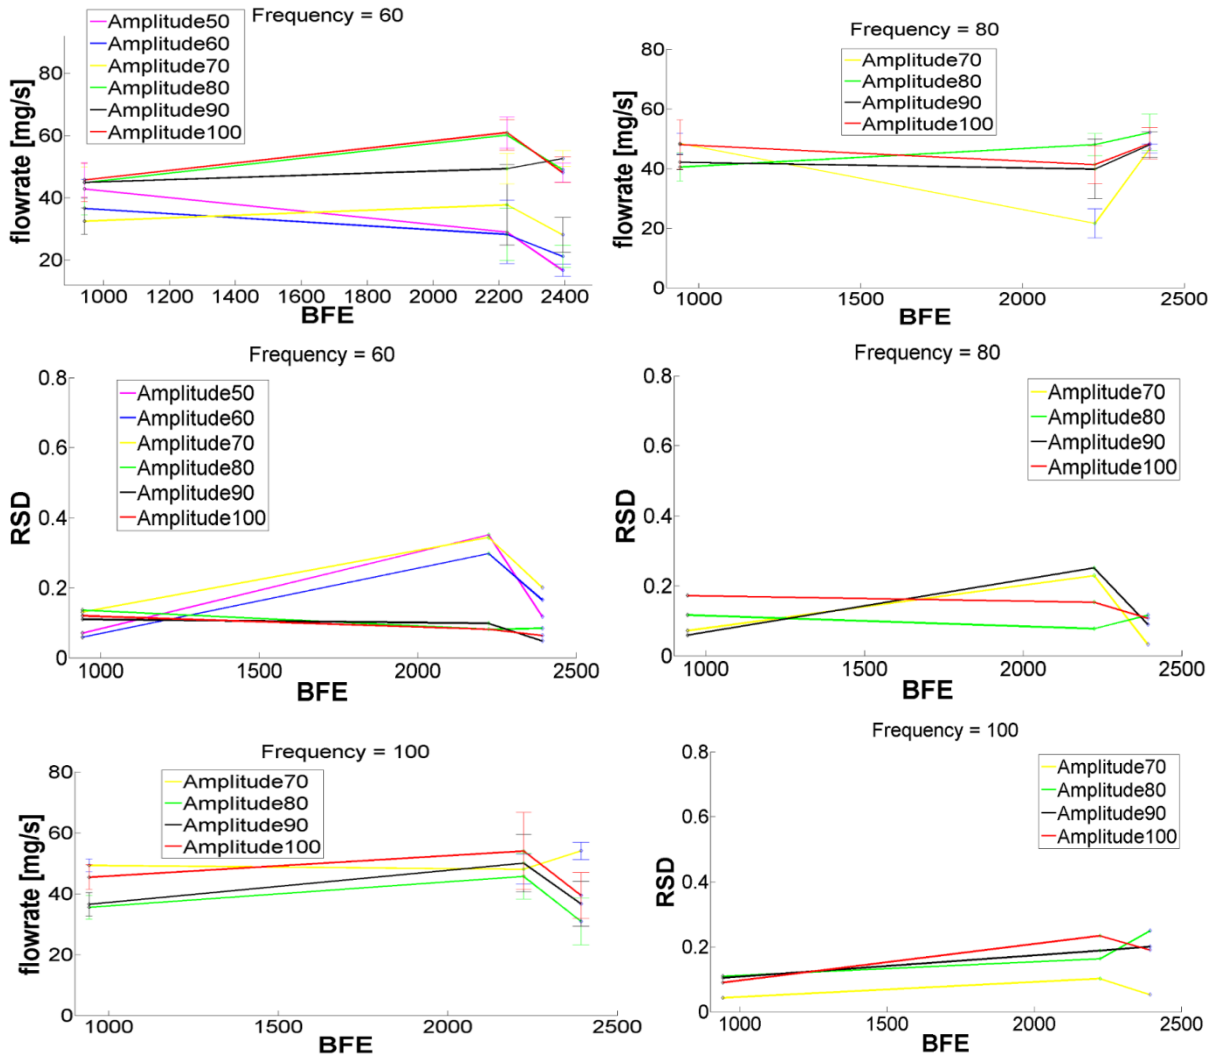 Frequency = 60
Amplitude50
Amplitude60
Amplitude70
Amplitude80
Amplitude90
Amplitude100
flowrate [mg/s]
80
60
40
20
1000 1200 1400 1600 1800 2000 2200 2400
BFE
Frequency = 80
Amplitude70
Amplitude80
Amplitude90
Amplitude100
flowrate [mg/s]
80
60
40
20
0
1000 1500 2000 2500
BFE
Frequency = 60
Amplitude50
Amplitude60
Amplitude70
Amplitude80
Amplitude90
Amplitude100
RSD
0.8
0.6
0.4
0.2
0
1000 1500 2000 2500
BFE
Frequency = 80
Amplitude70
Amplitude80
Amplitude90
Amplitude100
RSD
0.8
0.6
0.4
0.2
0
1000 1500 2000 2500
BFE
Frequency = 100
Amplitude70
Amplitude80
Amplitude90
Amplitude100
flowrate [mg/s]
80
60
40
20
0
1000 1500 2000 2500
BFE
Frequency = 100
Amplitude70
Amplitude80
Amplitude90
Amplitude100
RSD
0.8
0.6
0.4
0.2
0
1000 1500 2000 2500
BFE